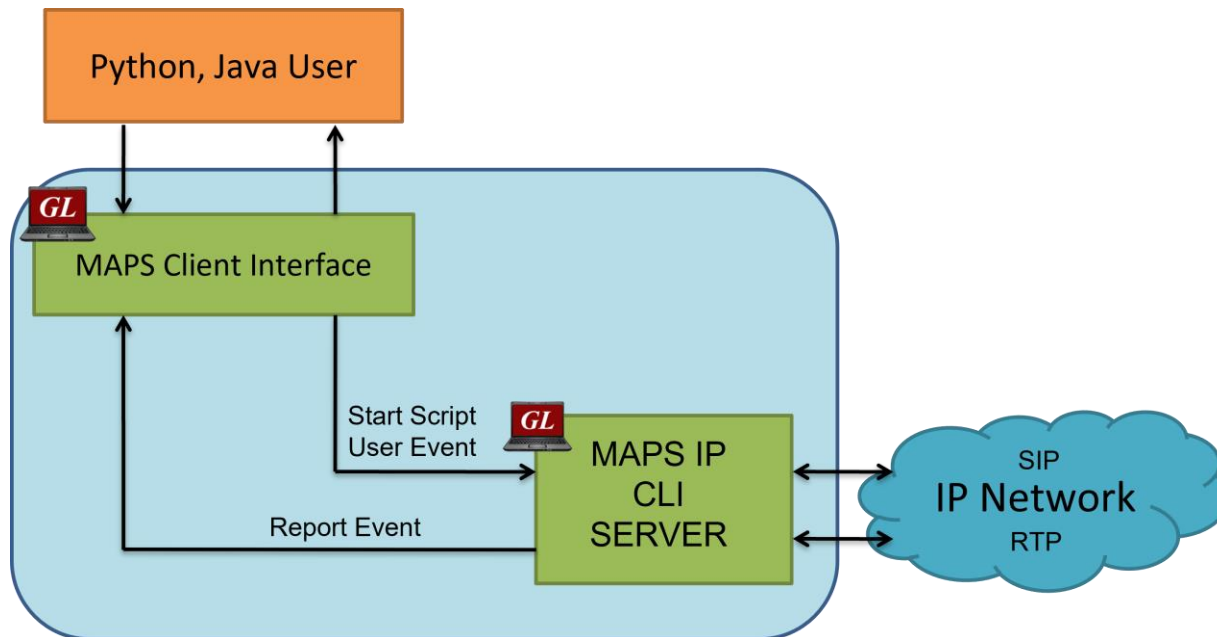 Python, Java User
GL
MAPS Client Interface
Start Script
User Event
GL
MAPS IP
CLI
SERVER
Report Event
SIP
IP Network
RTP